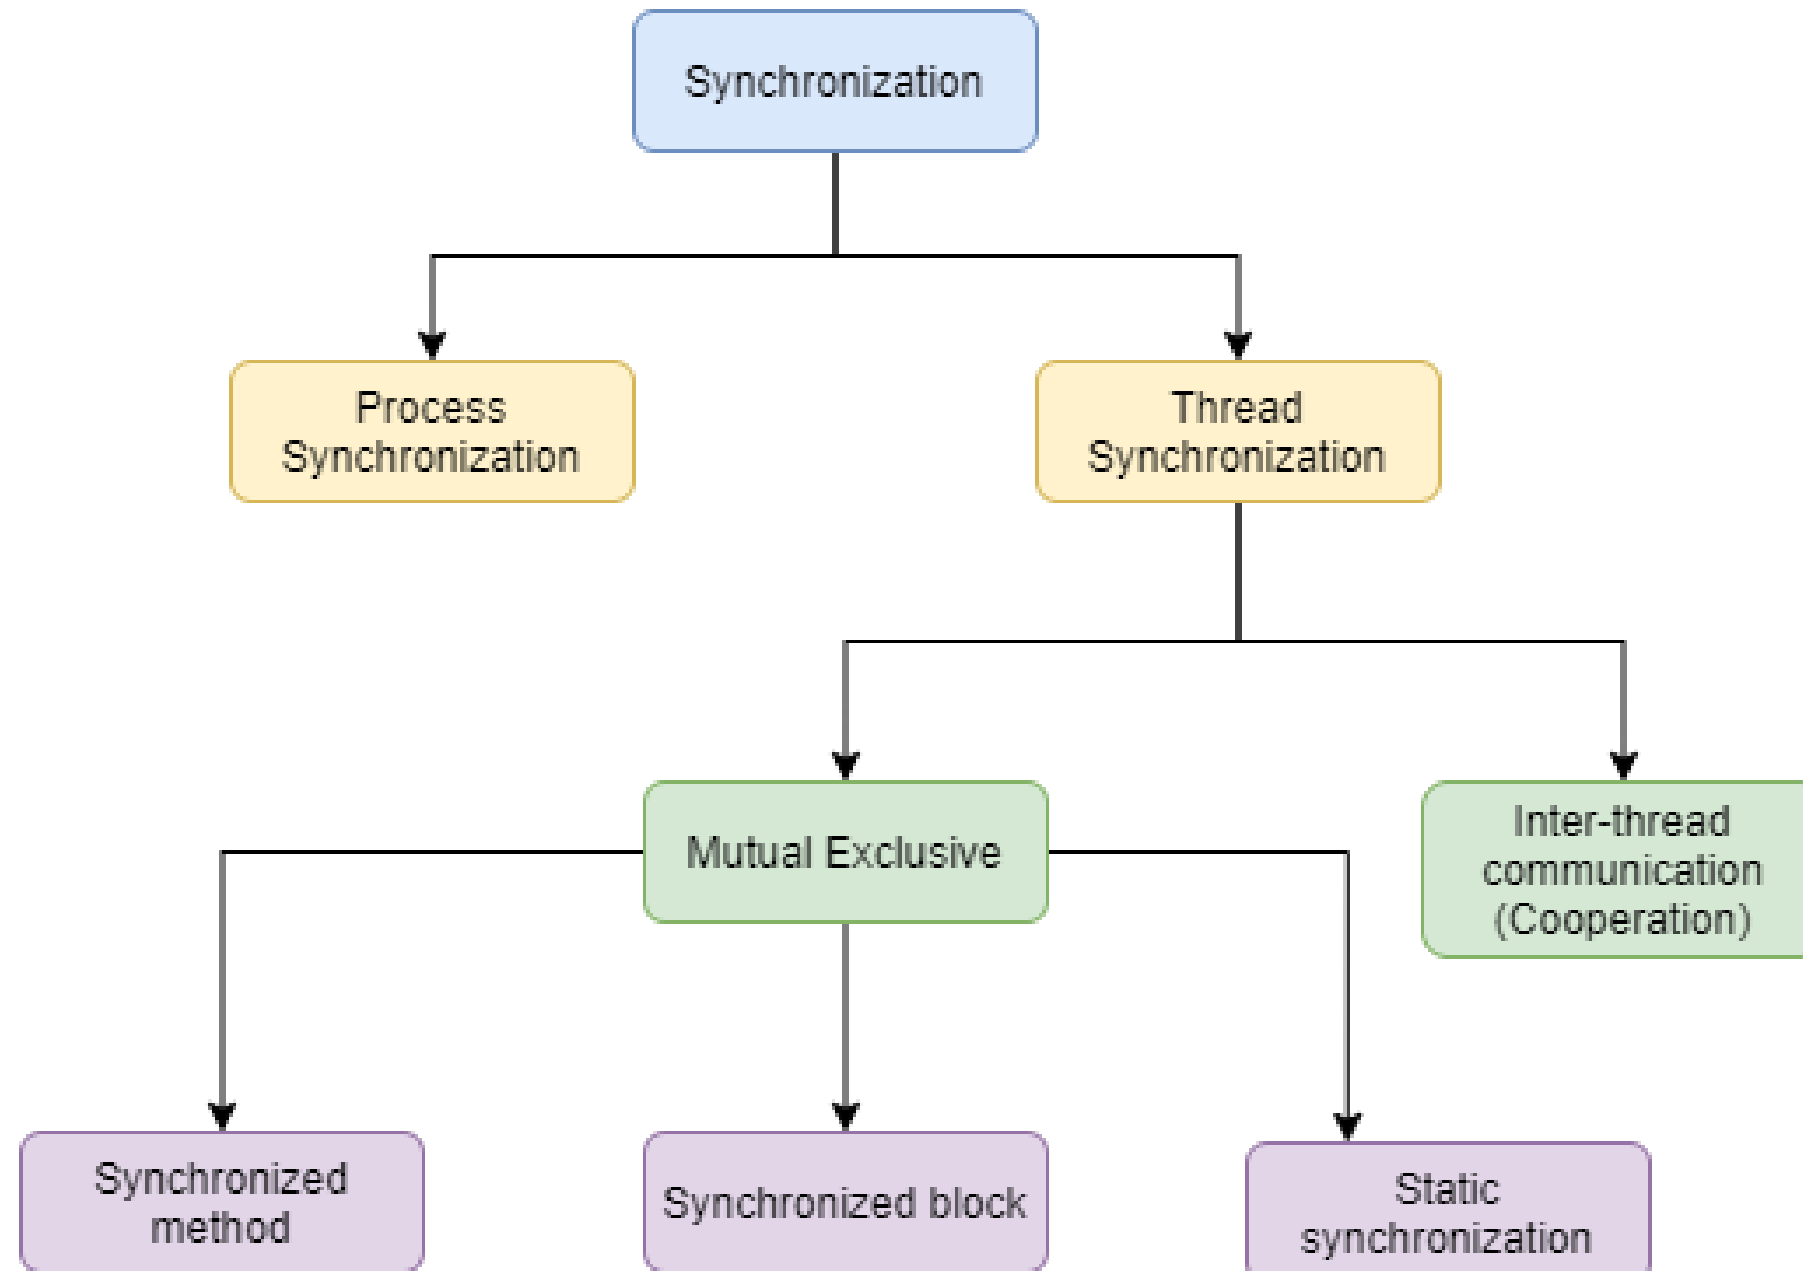 Synchronization
Process
Synchronization
Thread
Synchronization
Mutual Exclusive
Inter-thread
communication
(Cooperation)
Synchronized
method
Synchronized block
Static
synchronization